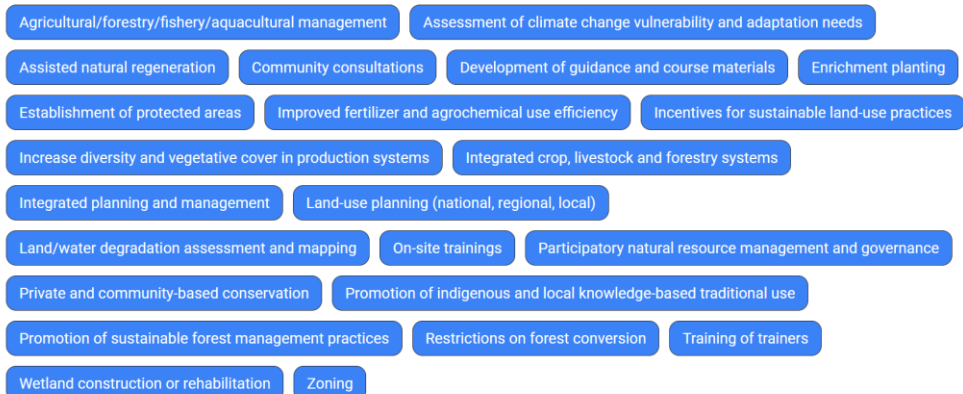 Agricultural/forestry/fishery/aquacultural management Assessment of climate change vulnerability and adaptation needs
Assisted natural regeneration Community consultations Development of guidance and course materials Enrichment planting
Establishment of protected areas Improved fertilizer and agrochemical use efficiency Incentives for sustainable land-use practices
Increase diversity and vegetative cover in production systems Integrated crop, livestock and forestry systems
Integrated planning and management Land-use planning (national, regional, local)
Land/water degradation assessment and mapping On-site trainings Participatory natural resource management and governance
Private and community-based conservation Promotion of indigenous and local knowledge-based traditional use
Promotion of sustainable forest management practices Restrictions on forest conversion Training of trainers
Wetland construction or rehabilitation Zoning